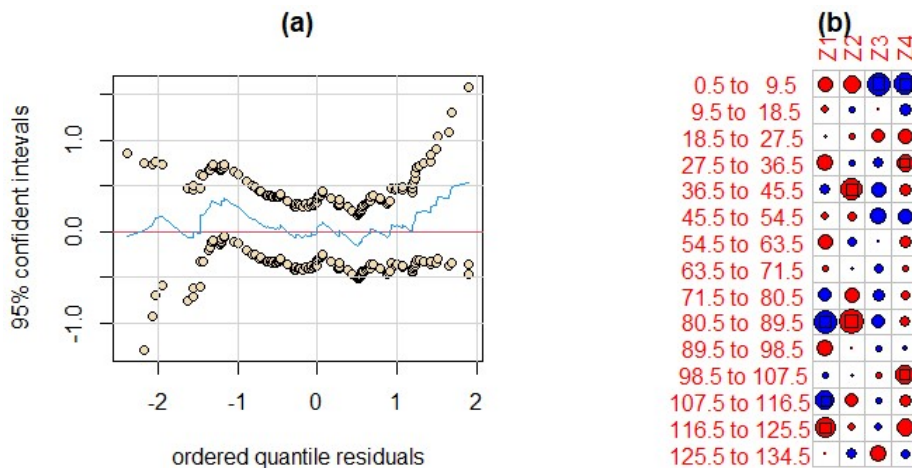 (a)
95% confident intevals
1.0
0.0
-1.0
-2 -1 0 1 2
ordered quantile residuals
(b)
Z1 Z2 Z3 Z4
0.5 to 9.5
9.5 to 18.5
18.5 to 27.5
27.5 to 36.5
36.5 to 45.5
45.5 to 54.5
54.5 to 63.5
63.5 to 71.5
71.5 to 80.5
80.5 to 89.5
89.5 to 98.5
98.5 to 107.5
107.5 to 116.5
116.5 to 125.5
125.5 to 134.5